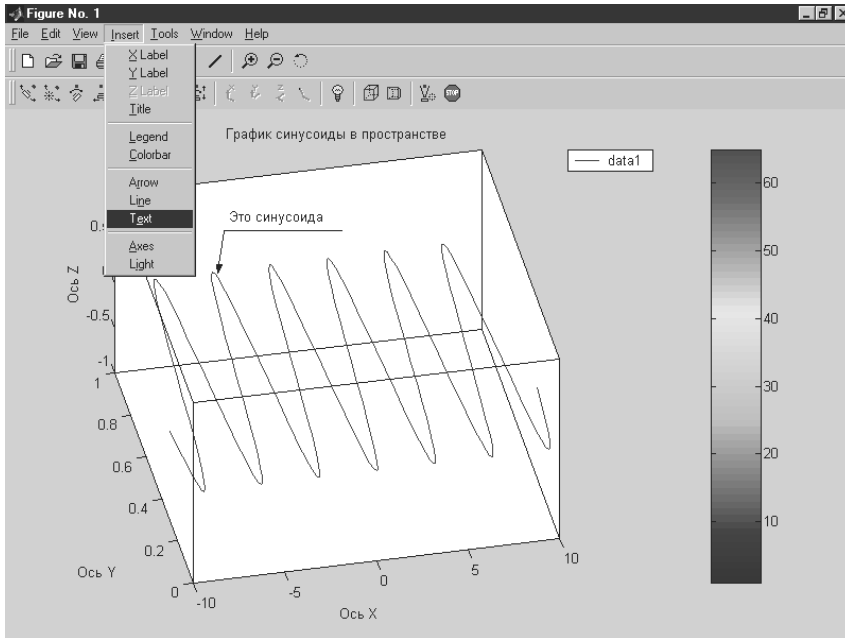 Figure No. 1
File Edit View Insert Tools Window Help
X Label
Y Label
Z Label
Title
Legend
Colorbar
Arrow
Line
Text
Axes
Light
STOP
График синусоиды в пространстве
data1
Это синусоида
Ось Z
-0.5
-1
1
0.8
0.6
0.4
0.2
0
Ось Y
-10
-5
0
5
10
Ось X
60
50
40
30
20
10